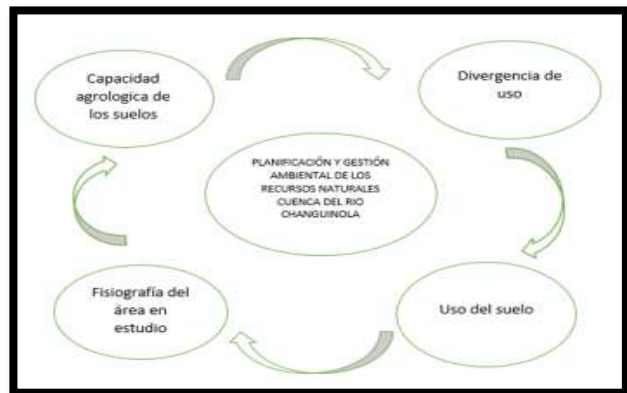 Capacidad
agrologica de
los suelos
Divergencia de
uso
PLANIFICACIÓN Y GESTIÓN
AMBIENTAL DE LOS
RECURSOS NATURALES
CUENCA DEL RIO
CHANGUINOLA
Fisiografía del
área en
estudio
Uso del suelo